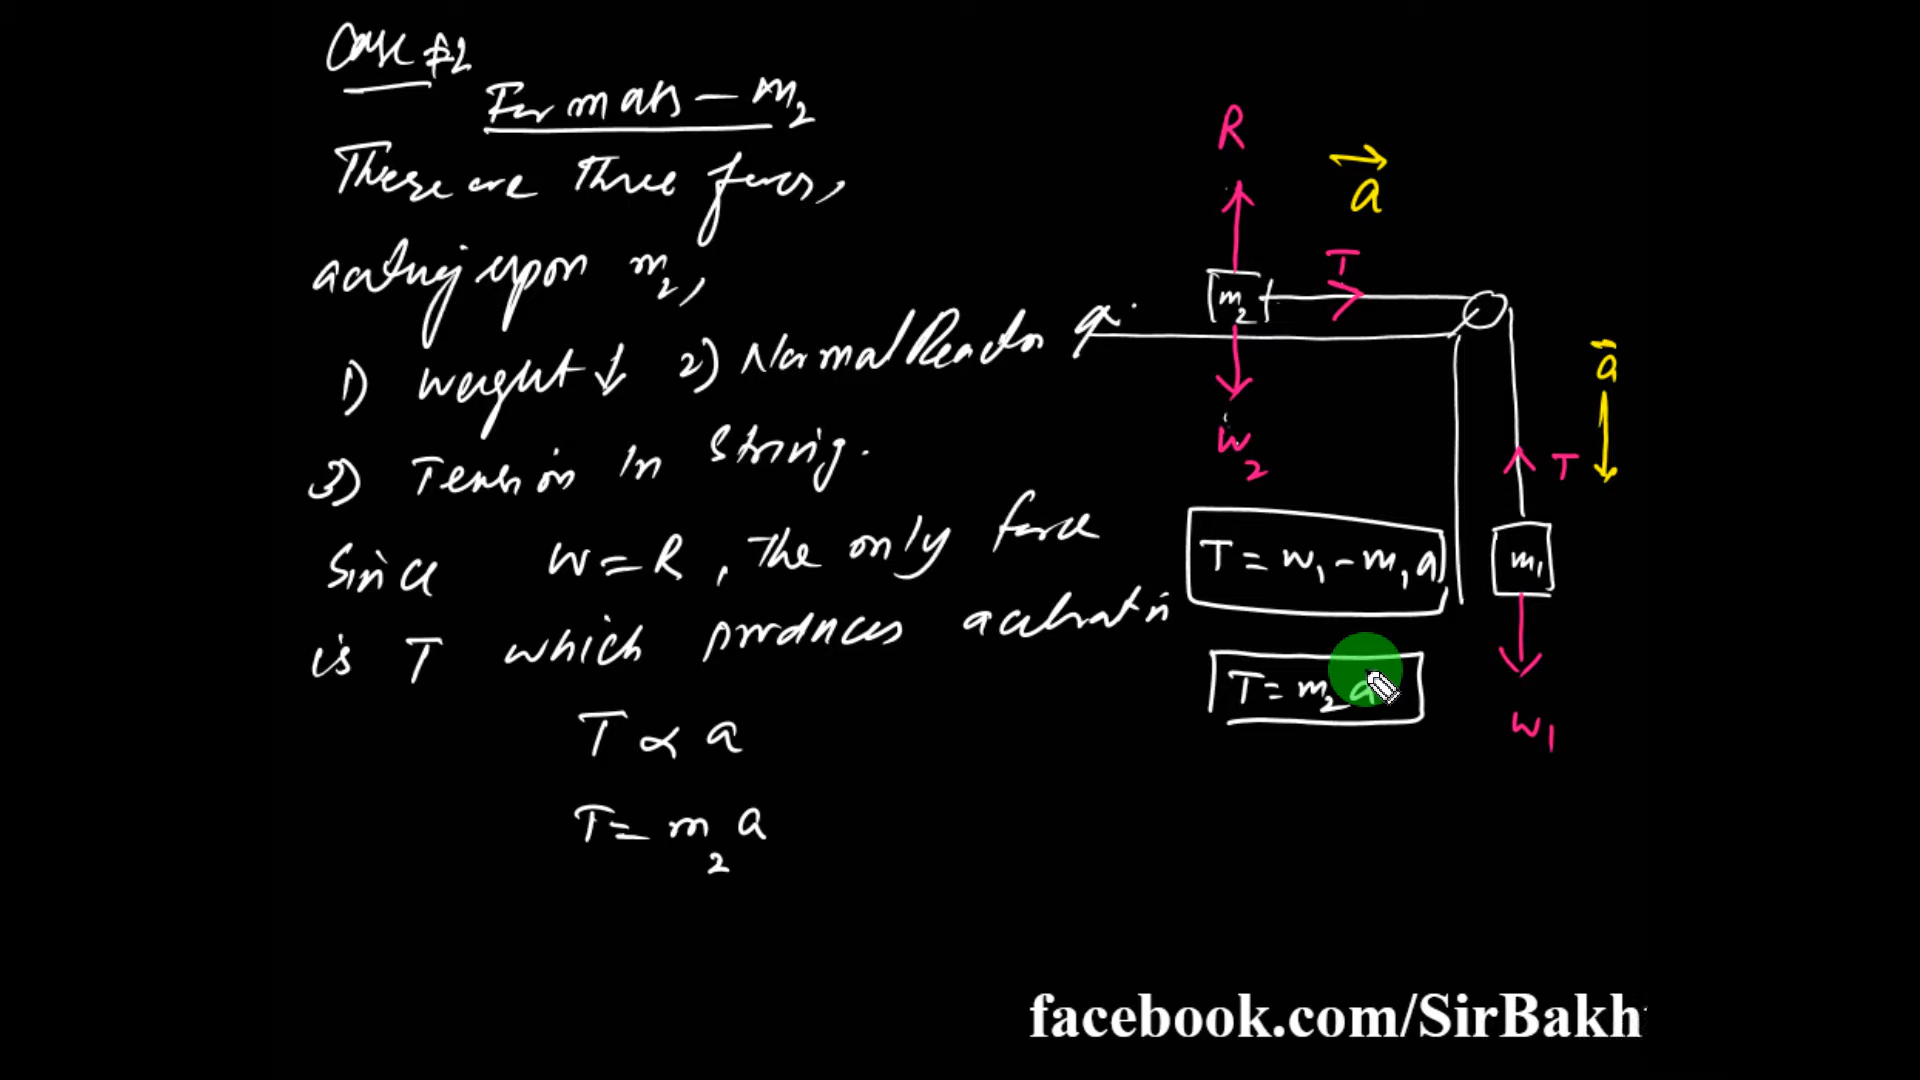 Case #2
For mass - m₂
There are three forces,
acting upon m₂,
1) weight ↓ 2) Normal Reaction
3) Tension in string.
Since w = R, The only force
is T which produces
T ∝ a
T = m₂ a
R
a
T
m₂
w₂
a
T
T = w₁ - m₁ a
m₁
T = m₂ a
w₁
facebook.com/SirBakh